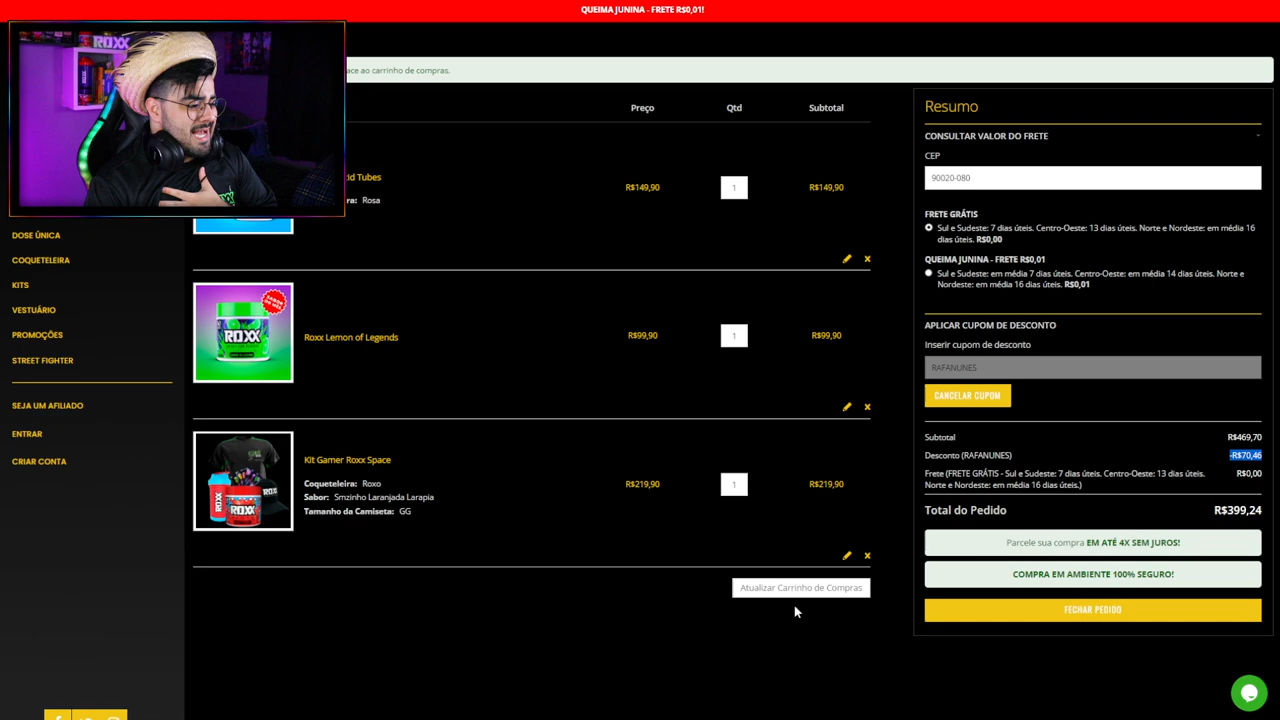 QUEIMA JUNINA - FRETE R$0,01!
ROXX
ace ao carrinho de compras.
Preço
Qtd
Subtotal
id Tubes
ra: Rosa
R$149,90
1
R$149,90
DOSE ÚNICA
COQUETELEIRA
KITS
VESTUÁRIO
PROMOÇÕES
STREET FIGHTER
SEJA UM AFILIADO
ENTRAR
CRIAR CONTA
SABOR DO MÊS
ROXX
Roxx Lemon of Legends
R$99,90
1
R$99,90
ROXX
ROXX
ROXX
Kit Gamer Roxx Space
Coqueteleira: Roxo
Sabor: Smzinho Laranjada Larapia
Tamanho da Camiseta: GG
R$219,90
1
R$219,90
Atualizar Carrinho de Compras
Resumo
CONSULTAR VALOR DO FRETE
CEP
90020-080
FRETE GRÁTIS
Sul e Sudeste: 7 dias úteis. Centro-Oeste: 13 dias úteis. Norte e Nordeste: em média 16
dias úteis. R$0,00
QUEIMA JUNINA - FRETE R$0,01
Sul e Sudeste: em média 7 dias úteis. Centro-Oeste: em média 14 dias úteis. Norte e
Nordeste: em média 16 dias úteis. R$0,01
APLICAR CUPOM DE DESCONTO
Inserir cupom de desconto
RAFANUNES
CANCELAR CUPOM
Subtotal
R$469,70
Desconto (RAFANUNES)
-R$70,46
Frete (FRETE GRÁTIS - Sul e Sudeste: 7 dias úteis. Centro-Oeste: 13 dias úteis.
R$0,00
Norte e Nordeste: em média 16 dias úteis.)
Total do Pedido
R$399,24
Parcele sua compra EM ATÉ 4X SEM JUROS!
COMPRA EM AMBIENTE 100% SEGURO!
FECHAR PEDIDO